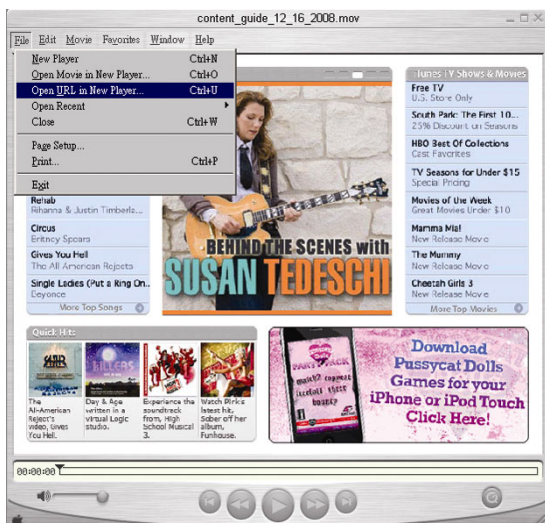 content_guide_12_16_2008.mov
File Edit Movie Favorites Window Help
New Player Ctrl+N
Open Movie in New Player... Ctrl+O
Open URL in New Player... Ctrl+U
Open Recent
Close Ctrl+W
Page Setup...
Print... Ctrl+P
Exit
Rehab
Rihanna & Justin Timberla...
Circus
Britney Spears
Gives You Hell
The All American Rejects
Single Ladies (Put a Ring On..
Beyonce
More Top Songs
BEHIND THE SCENES with
SUSAN TEDESCHI
iTunes TV Shows & Movies
Free TV
U.S. Store Only
South Park: The First 10...
25% Discount on Seasons
HBO Best Of Collections
Cast Favorites
TV Seasons for Under $15
Special Pricing
Movies of the Week
Great Movies Under $10
Mamma Mia!
New Release Movie
The Mummy
New Release Movie
Cheetah Girls 3
New Release Movie
More Top Movies
Quick Hits
The
All-American
Reject's
video, Gives
You Hell.
KILLERS
Day & Age
written in a
Virtual Logic
studio.
Experience the
soundtrack
from, High
School Musical
3.
Watch P!nk's
latest hit,
Sober off her
album,
Funhouse.
PARTY PACK
Download
Pussycat Dolls
Games for your
iPhone or iPod Touch
Click Here!
00:00:00